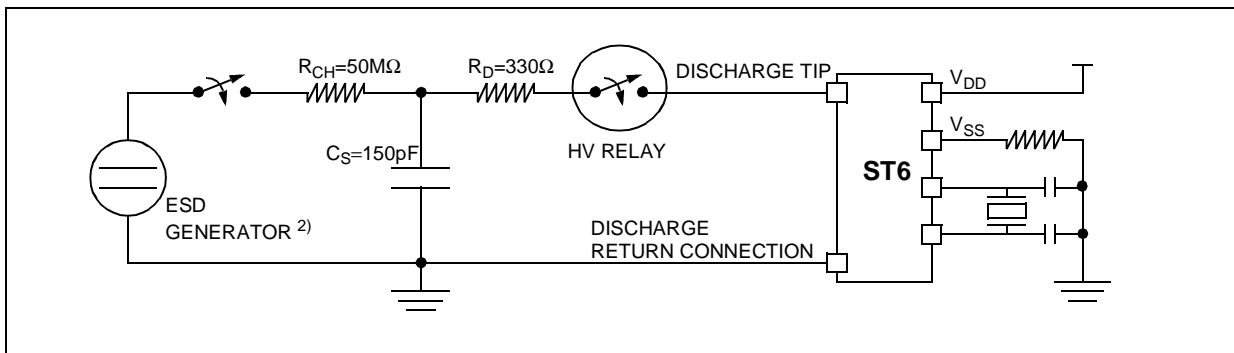 R_CH=50MΩ
R_D=330Ω
DISCHARGE TIP
V_DD
HV RELAY
V_SS
C_S=150pF
ST6
ESD
GENERATOR 2)
DISCHARGE
RETURN CONNECTION